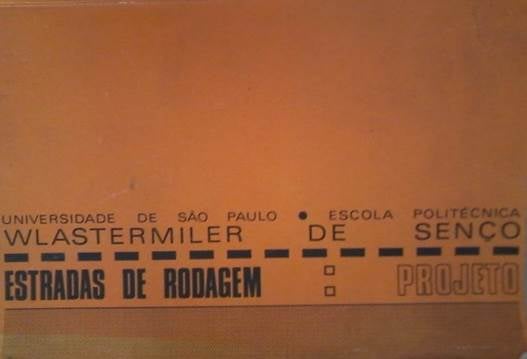 UNIVERSIDADE DE SÃO PAULO • ESCOLA POLITÉCNICA
WLASTERMILER DE SENÇO
ESTRADAS DE RODAGEM : PROJETO